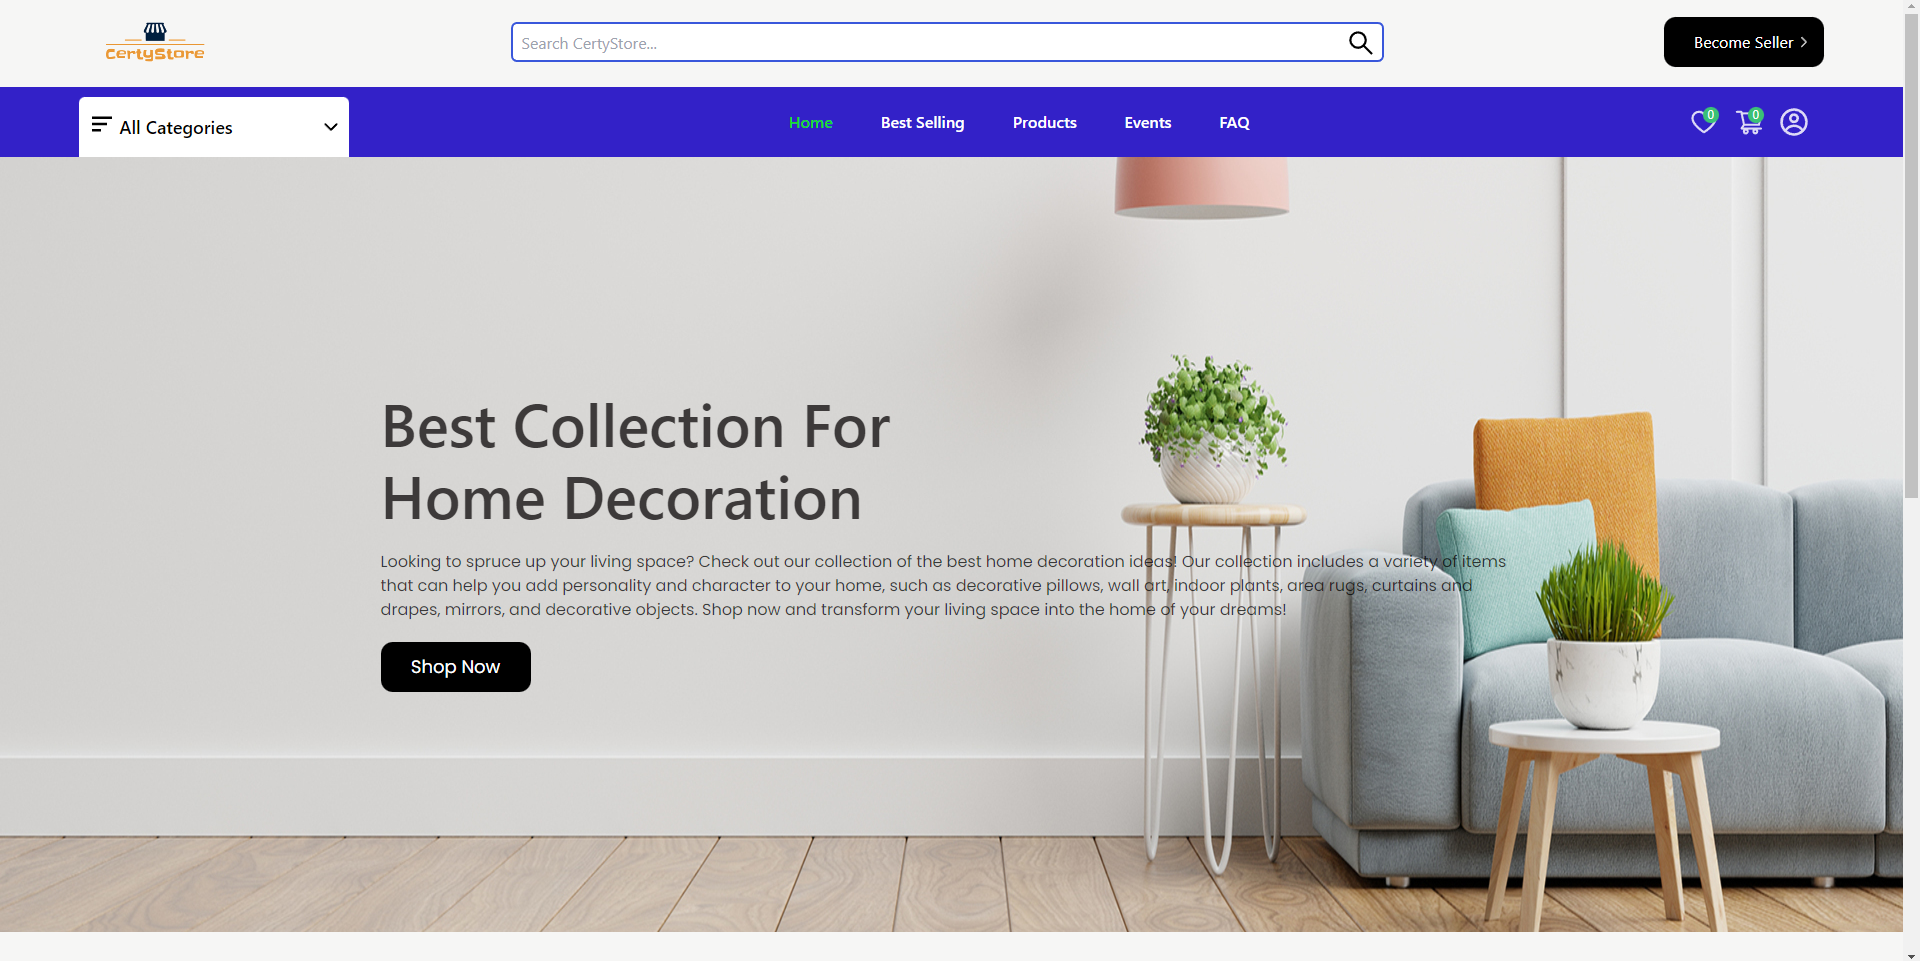 CertyStore
Search CertyStore...
Become Seller
All Categories
Home
Best Selling
Products
Events
FAQ
0
0
Best Collection For
Home Decoration
Looking to spruce up your living space? Check out our collection of the best home decoration ideas! Our collection includes a variety of items
that can help you add personality and character to your home, such as decorative pillows, wall art, indoor plants, area rugs, curtains and
drapes, mirrors, and decorative objects. Shop now and transform your living space into the home of your dreams!
Shop Now